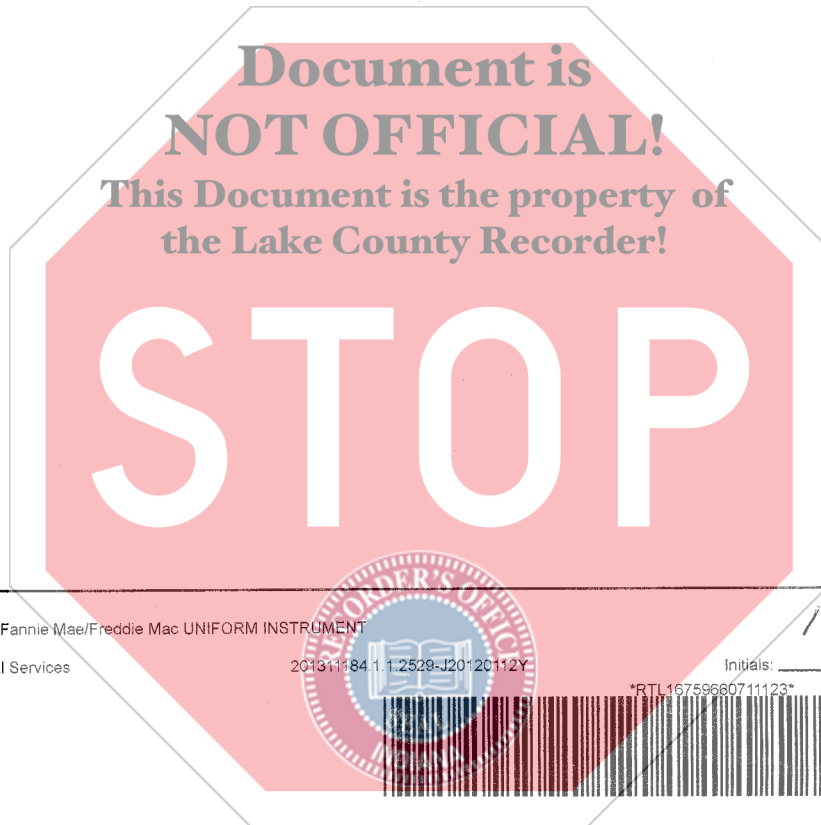 Document is
NOT OFFICIAL!
This Document is the property of
the Lake County Recorder!
STOP
RECORDER'S OFFICE
Fannie Mae/Freddie Mac UNIFORM INSTRUMENT
l Services 201311184.1.1.2529-J20120112Y Initials:
*RTL16759660711123*
INDIANA